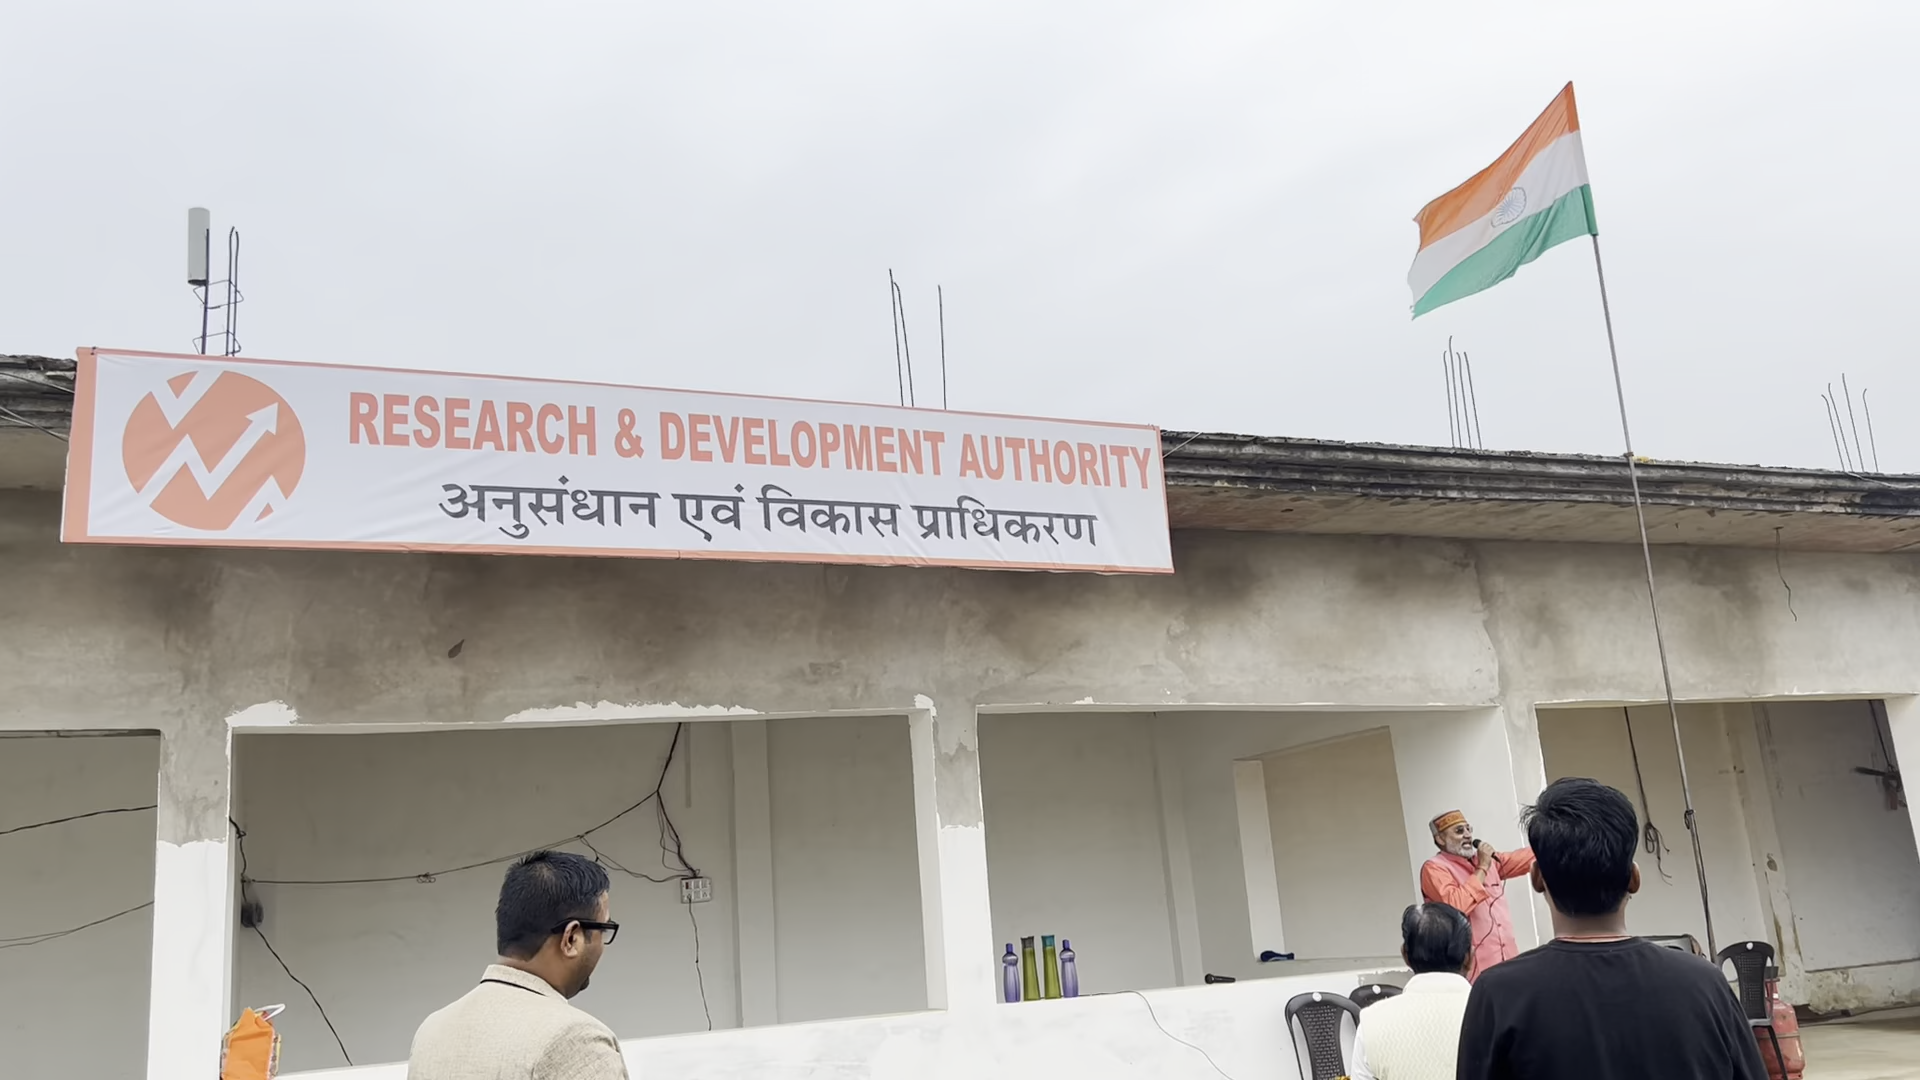 RESEARCH & DEVELOPMENT AUTHORITY
अनुसंधान एवं विकास प्राधिकरण